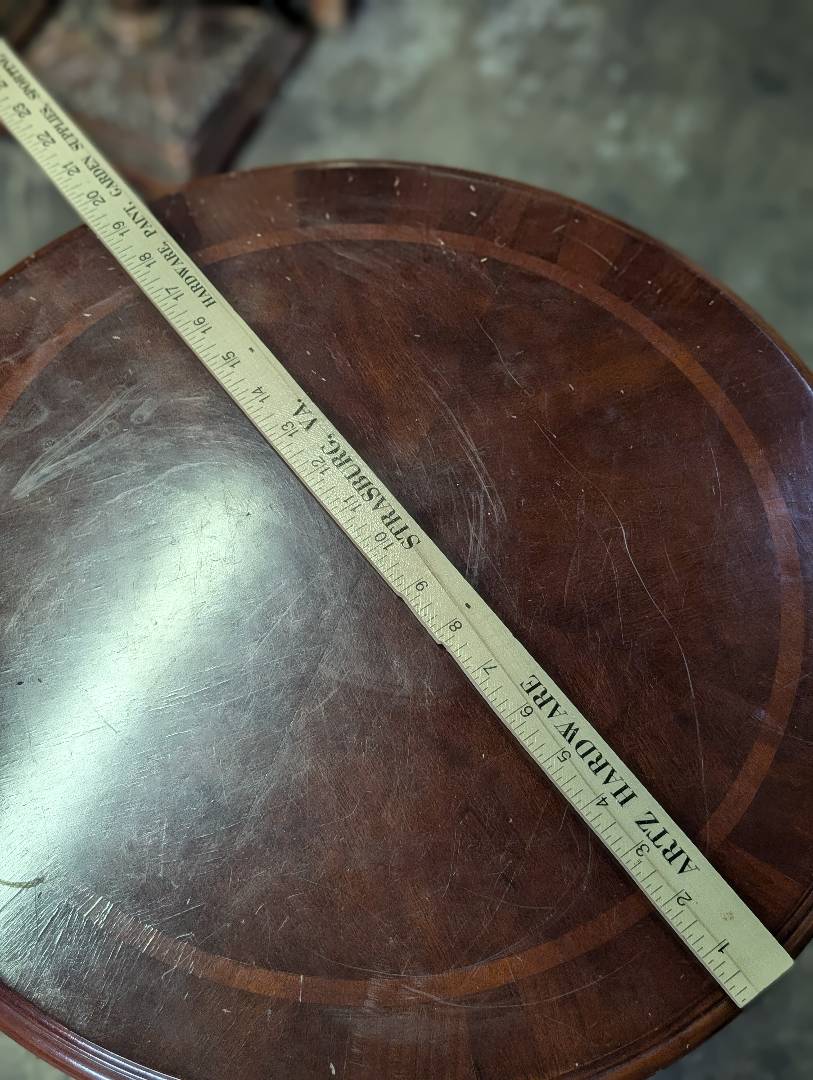 ARTZ HARDWARE STRASBURG, VA. HARDWARE, PAINT, GARDEN SUPPLIES, SPORTING
1 2 3 4 5 6 7 8 9 10 11 12 13 14 15 16 17 18 19 20 21 22 23